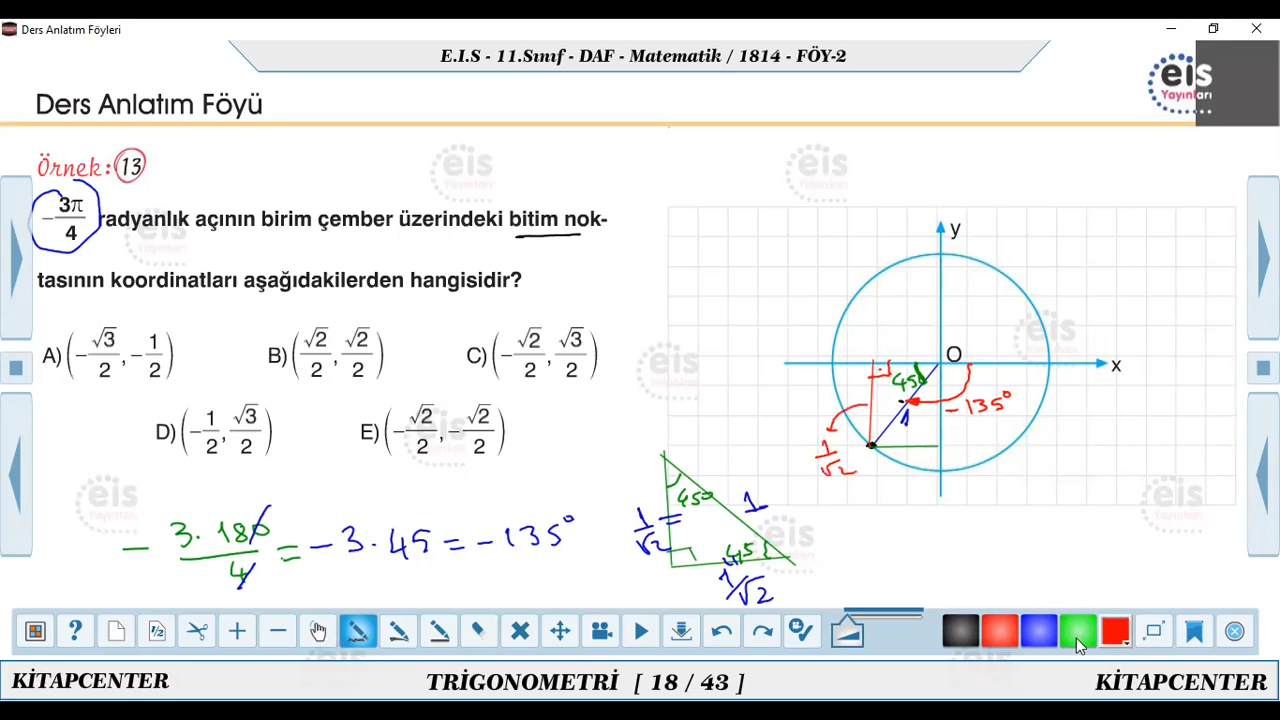 Ders Anlatım Föyleri
E.I.S - 11.Sınıf - DAF - Matematik / 1814 - FÖY-2
eis
Yayınları
Ders Anlatım Föyü
Örnek: 13
-3π/4 radyanlık açının birim çember üzerindeki bitim nok-
tasının koordinatları aşağıdakilerden hangisidir?
A) (-√3/2, -1/2) B) (√2/2, √2/2) C) (-√2/2, √3/2)
D) (-1/2, √3/2) E) (-√2/2, -√2/2)
- 3·180/4 = -3·45 = -135°
y
O
x
45
-135°
1
1/√2
45°
1
1/√2
45
1/√2
KİTAPCENTER TRİGONOMETRİ [ 18 / 43 ] KİTAPCENTER